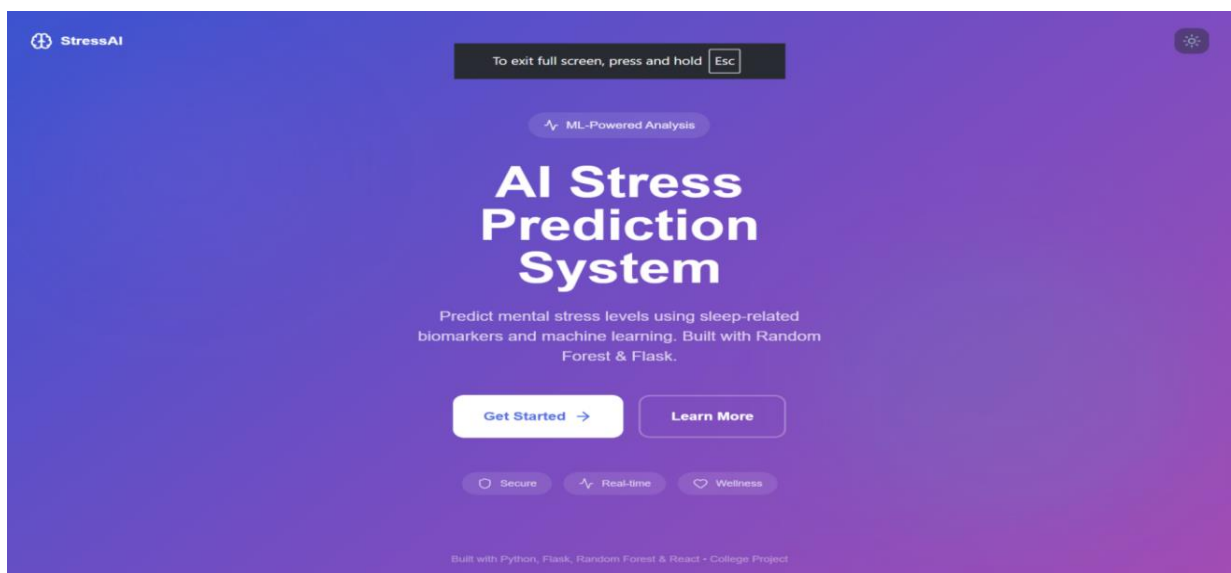 StressAI
To exit full screen, press and hold Esc
ML-Powered Analysis
AI Stress
Prediction
System
Predict mental stress levels using sleep-related
biomarkers and machine learning. Built with Random
Forest & Flask.
Get Started →
Learn More
Secure
Real-time
Wellness
Built with Python, Flask, Random Forest & React • College Project